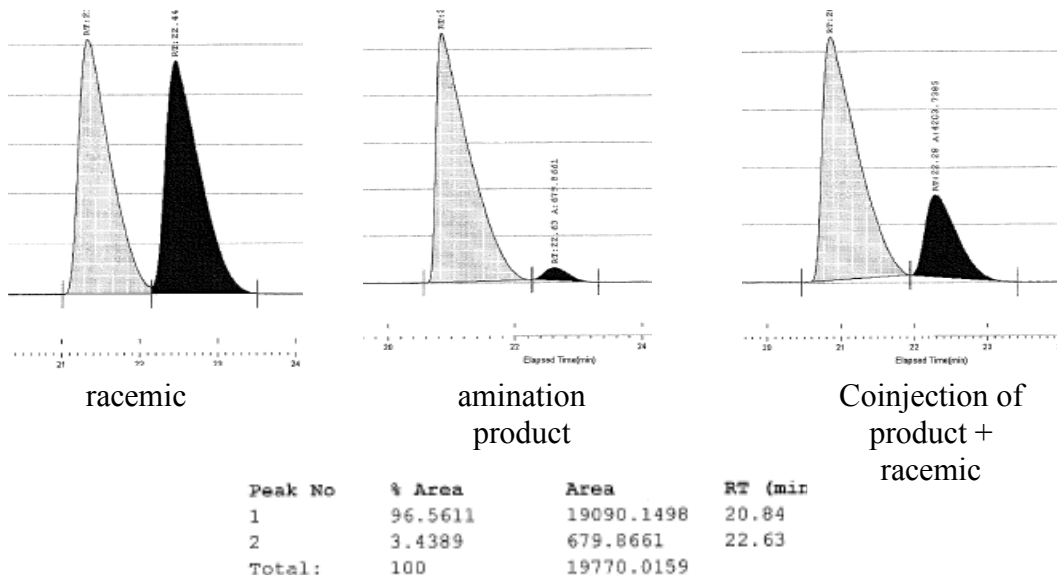 RT:22.44
RT:22.63 A:679.8661
RT:22.28 A:4203.7385
21 22 23 24
20 22 24
Elapsed Time(min)
20 21 22 23
Elapsed Time(min)
racemic
amination
product
Coinjection of
product +
racemic
Peak No % Area Area RT (min
1 96.5611 19090.1498 20.84
2 3.4389 679.8661 22.63
Total: 100 19770.0159